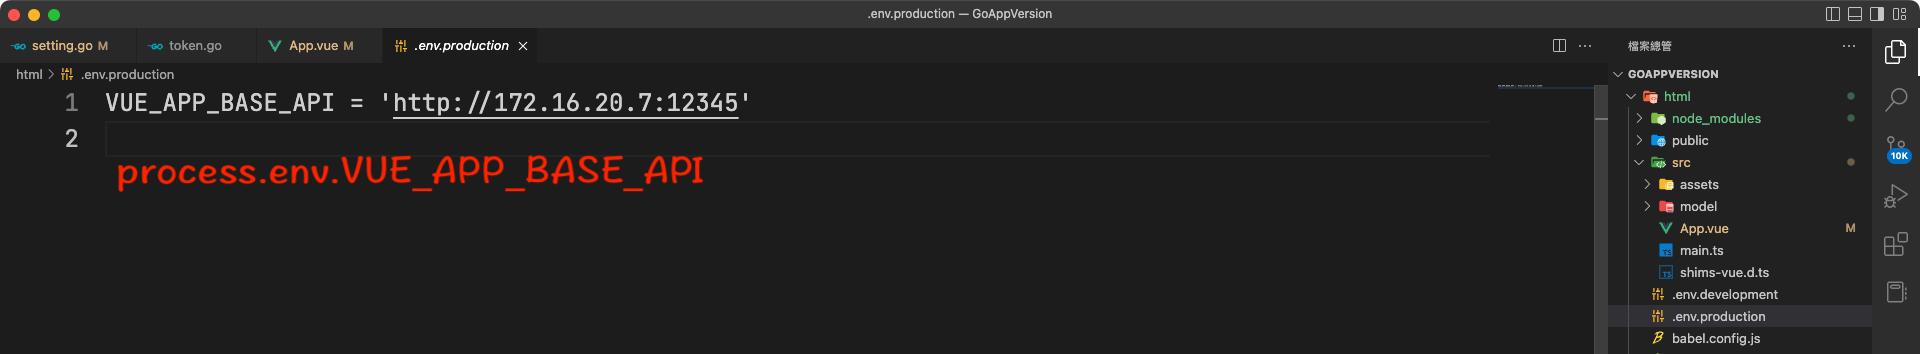 .env.production — GoAppVersion
setting.go M
token.go
App.vue M
.env.production
html > .env.production
1 VUE_APP_BASE_API = 'http://172.16.20.7:12345'
2
process.env.VUE_APP_BASE_API
檔案總管
GOAPPVERSION
html
node_modules
public
src
assets
model
App.vue M
main.ts
shims-vue.d.ts
.env.development
.env.production
babel.config.js
10K